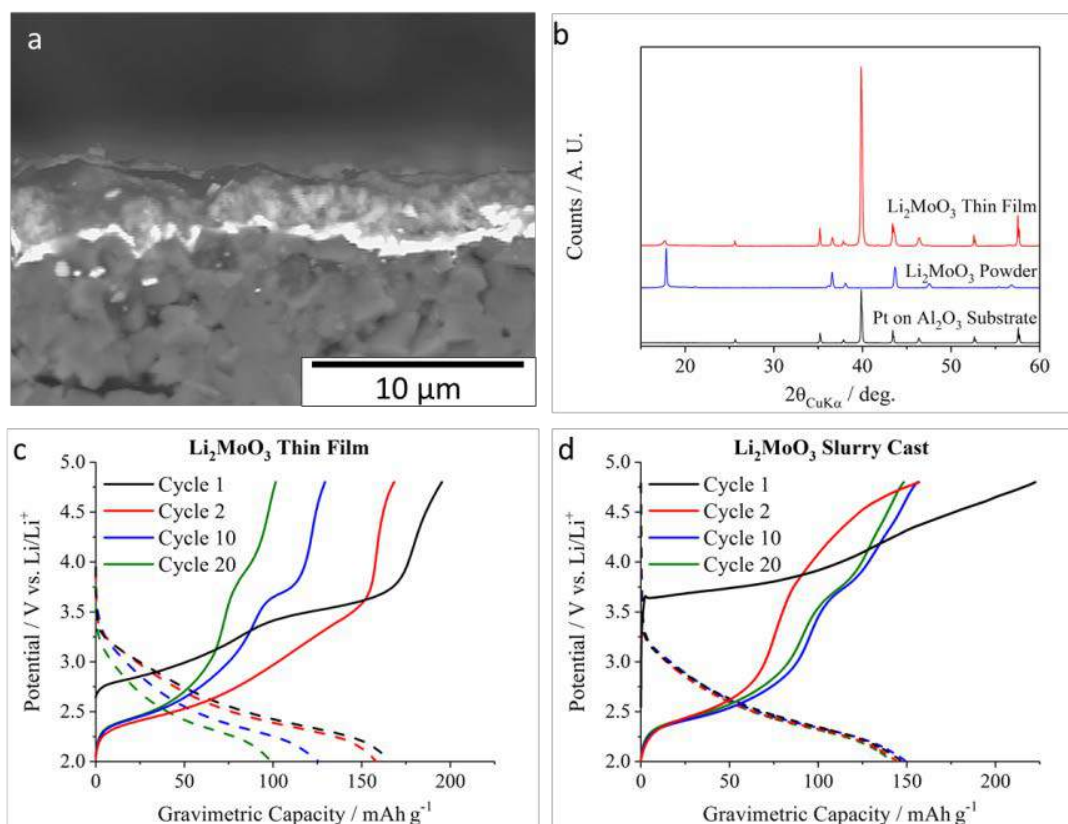 a
10 µm
b
Counts / A. U.
Li₂MoO₃ Thin Film
Li₂MoO₃ Powder
Pt on Al₂O₃ Substrate
20 30 40 50 60
2θCuKα / deg.
c
Li₂MoO₃ Thin Film
Potential / V vs. Li/Li⁺
5.0
4.5
4.0
3.5
3.0
2.5
2.0
Cycle 1
Cycle 2
Cycle 10
Cycle 20
0 50 100 150 200
Gravimetric Capacity / mAh g⁻¹
d
Li₂MoO₃ Slurry Cast
Potential / V vs. Li/Li⁺
5.0
4.5
4.0
3.5
3.0
2.5
2.0
Cycle 1
Cycle 2
Cycle 10
Cycle 20
0 50 100 150 200
Gravimetric Capacity / mAh g⁻¹